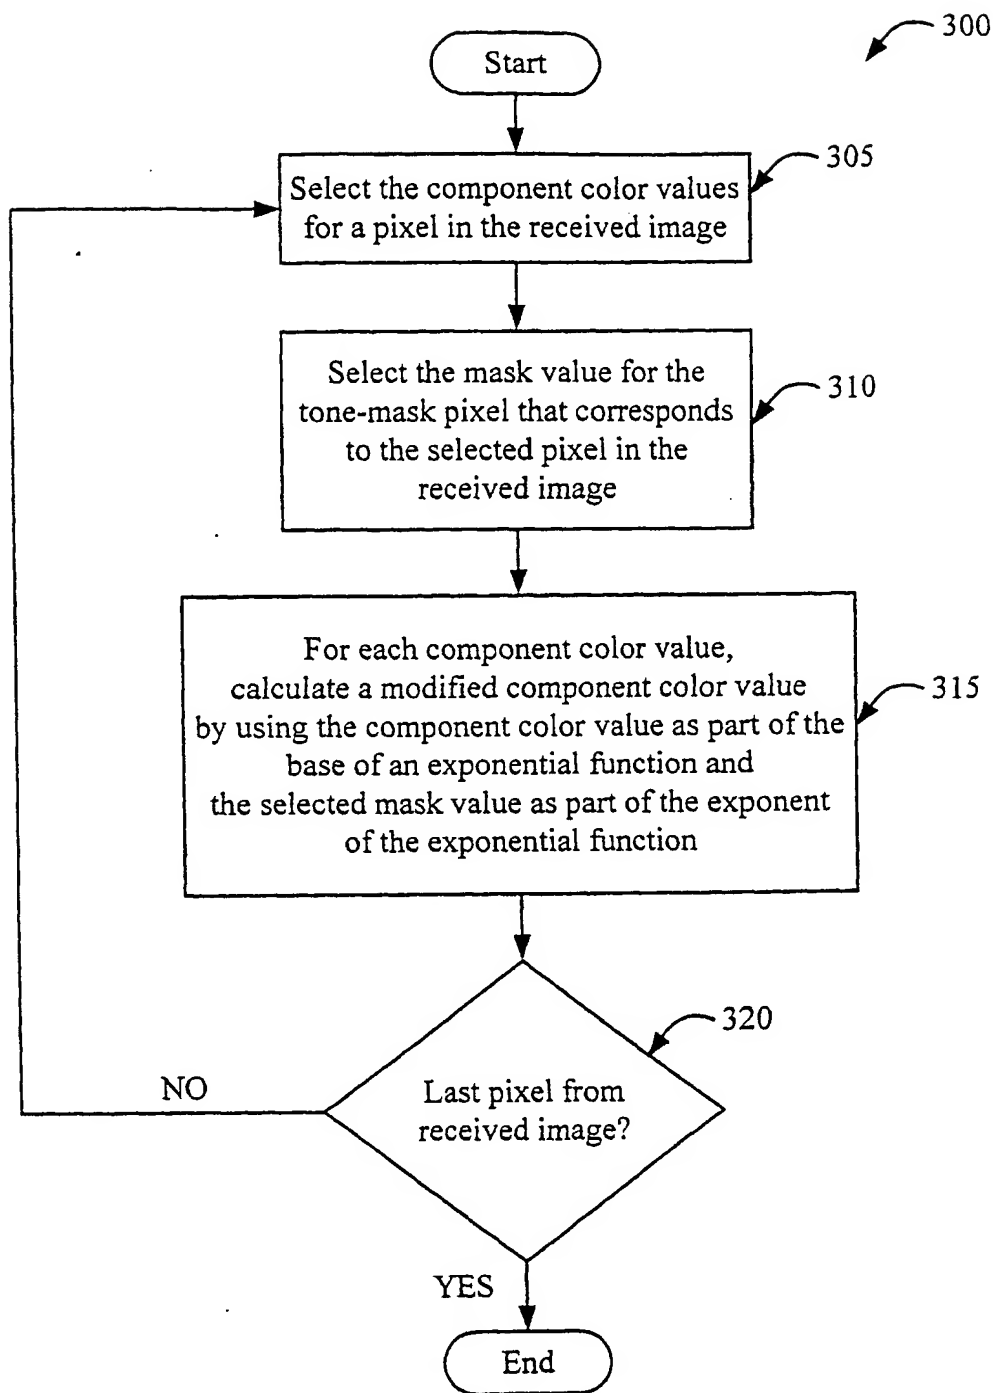 300
Start
305
Select the component color values
for a pixel in the received image
310
Select the mask value for the
tone-mask pixel that corresponds
to the selected pixel in the
received image
315
For each component color value,
calculate a modified component color value
by using the component color value as part of the
base of an exponential function and
the selected mask value as part of the exponent
of the exponential function
320
Last pixel from
received image?
NO
YES
End